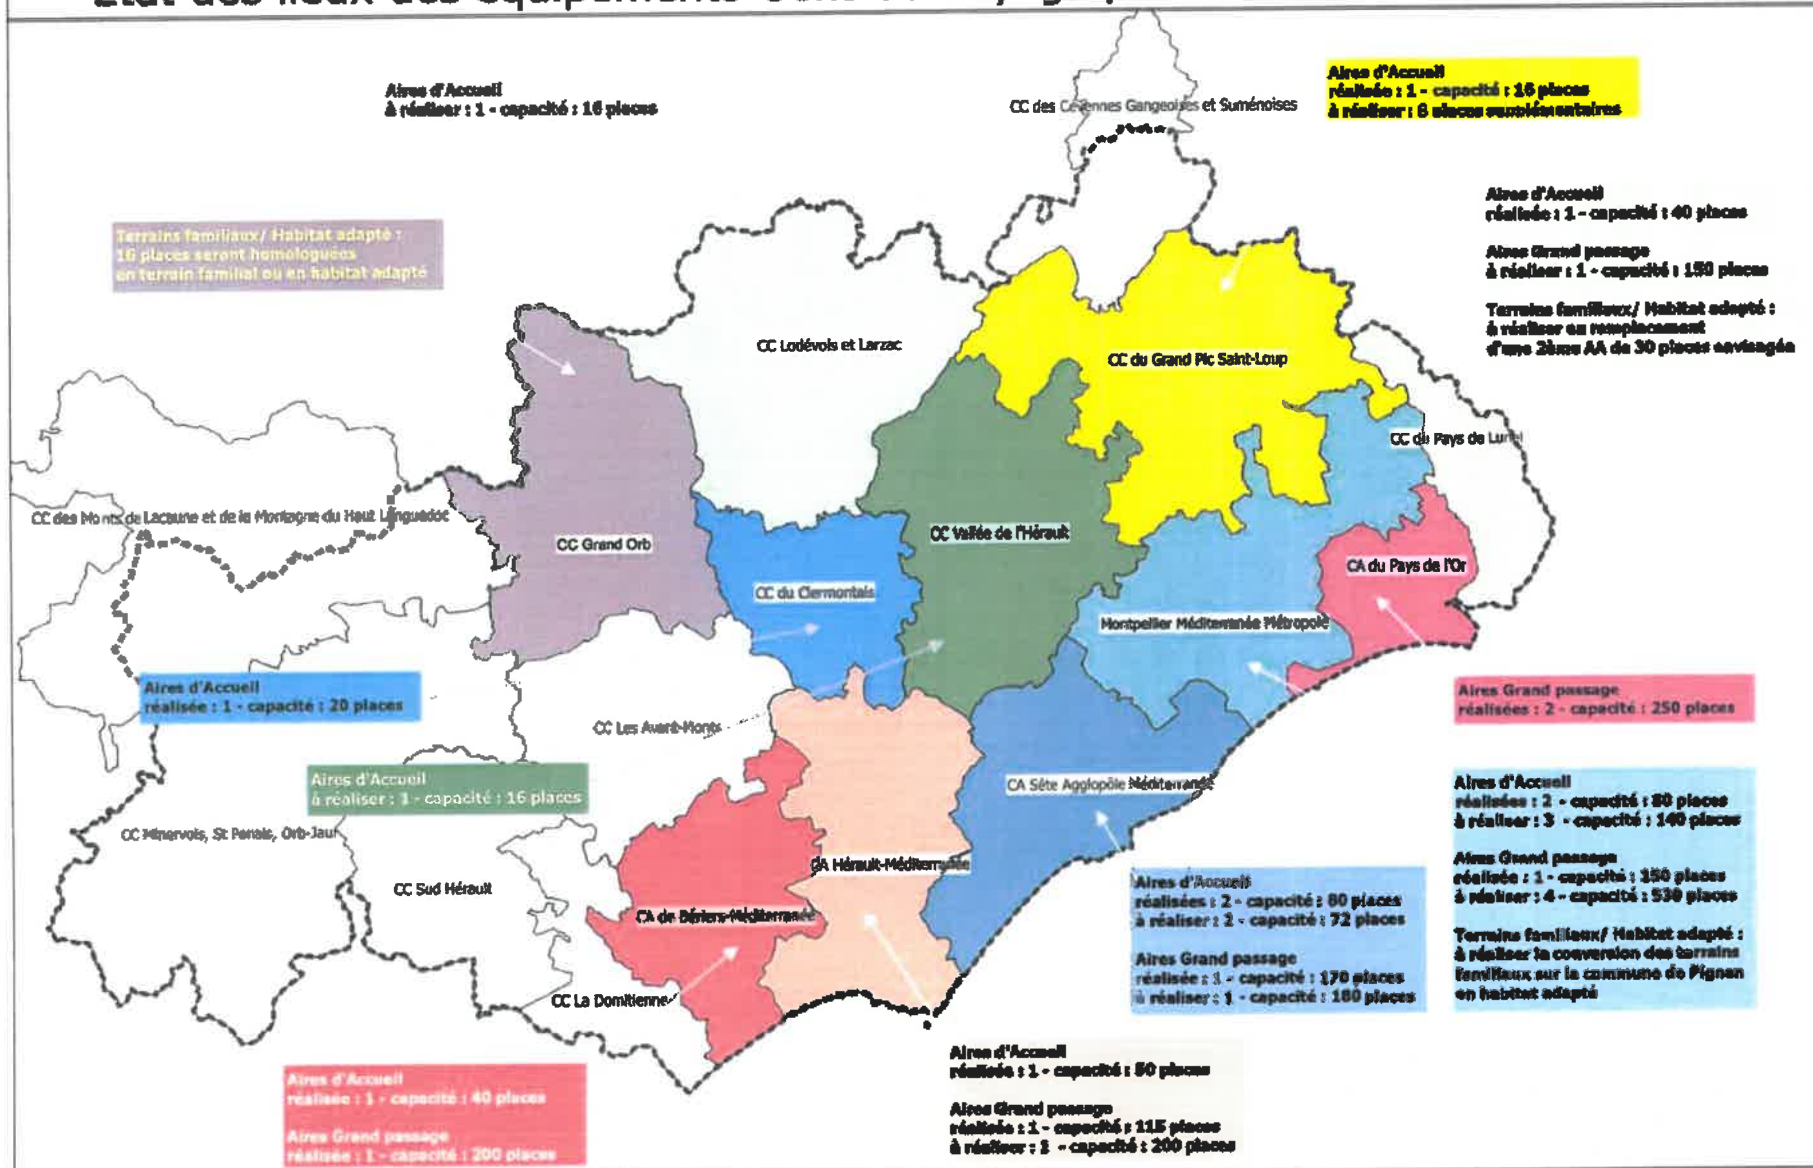 Aires d'Accueil
à réaliser : 1 - capacité : 16 places
CC des Cévennes Gangeoises et Suménoises
Aires d'Accueil
réalisée : 1 - capacité : 16 places
à réaliser : 8 places supplémentaires
Aires d'Accueil
réalisée : 1 - capacité : 40 places
Aires Grand passage
à réaliser : 1 - capacité : 150 places
Terrains familiaux/ Habitat adapté :
à réaliser en remplacement
d'une 2ème AA de 30 places envisagée
Terrains familiaux/ Habitat adapté :
16 places seront homologuées
en terrain familial ou en habitat adapté
CC Lodévois et Larzac
CC du Grand Pic Saint-Loup
CC du Pays de Lunel
CC des Monts de Lacaune et de la Montagne du Haut Languedoc
CC Grand Orb
CC Vallée de l'Hérault
CA du Pays de l'Or
CC du Clermontais
Montpellier Méditerranée Métropole
Aires d'Accueil
réalisée : 1 - capacité : 20 places
Aires Grand passage
réalisées : 2 - capacité : 250 places
CC Les Avant-Monts
Aires d'Accueil
à réaliser : 1 - capacité : 16 places
CA Sète Agglopôle Méditerranée
CC Minervois, St Ponais, Orb-Jaur
Aires d'Accueil
réalisées : 2 - capacité : 80 places
à réaliser : 3 - capacité : 140 places
Aires Grand passage
réalisée : 1 - capacité : 150 places
à réaliser : 4 - capacité : 530 places
Terrains familiaux/ Habitat adapté :
à réaliser la conversion des terrains
familiaux sur la commune de Pignan
en habitat adapté
CA Hérault-Méditerranée
CC Sud Hérault
CA de Béziers-Méditerranée
Aires d'Accueil
réalisées : 2 - capacité : 80 places
à réaliser : 2 - capacité : 72 places
Aires Grand passage
réalisée : 1 - capacité : 170 places
à réaliser : 1 - capacité : 180 places
CC La Domitienne
Aires d'Accueil
réalisée : 1 - capacité : 40 places
Aires Grand passage
réalisée : 1 - capacité : 200 places
Aires d'Accueil
réalisée : 1 - capacité : 50 places
Aires Grand passage
réalisée : 1 - capacité : 115 places
à réaliser : 1 - capacité : 200 places